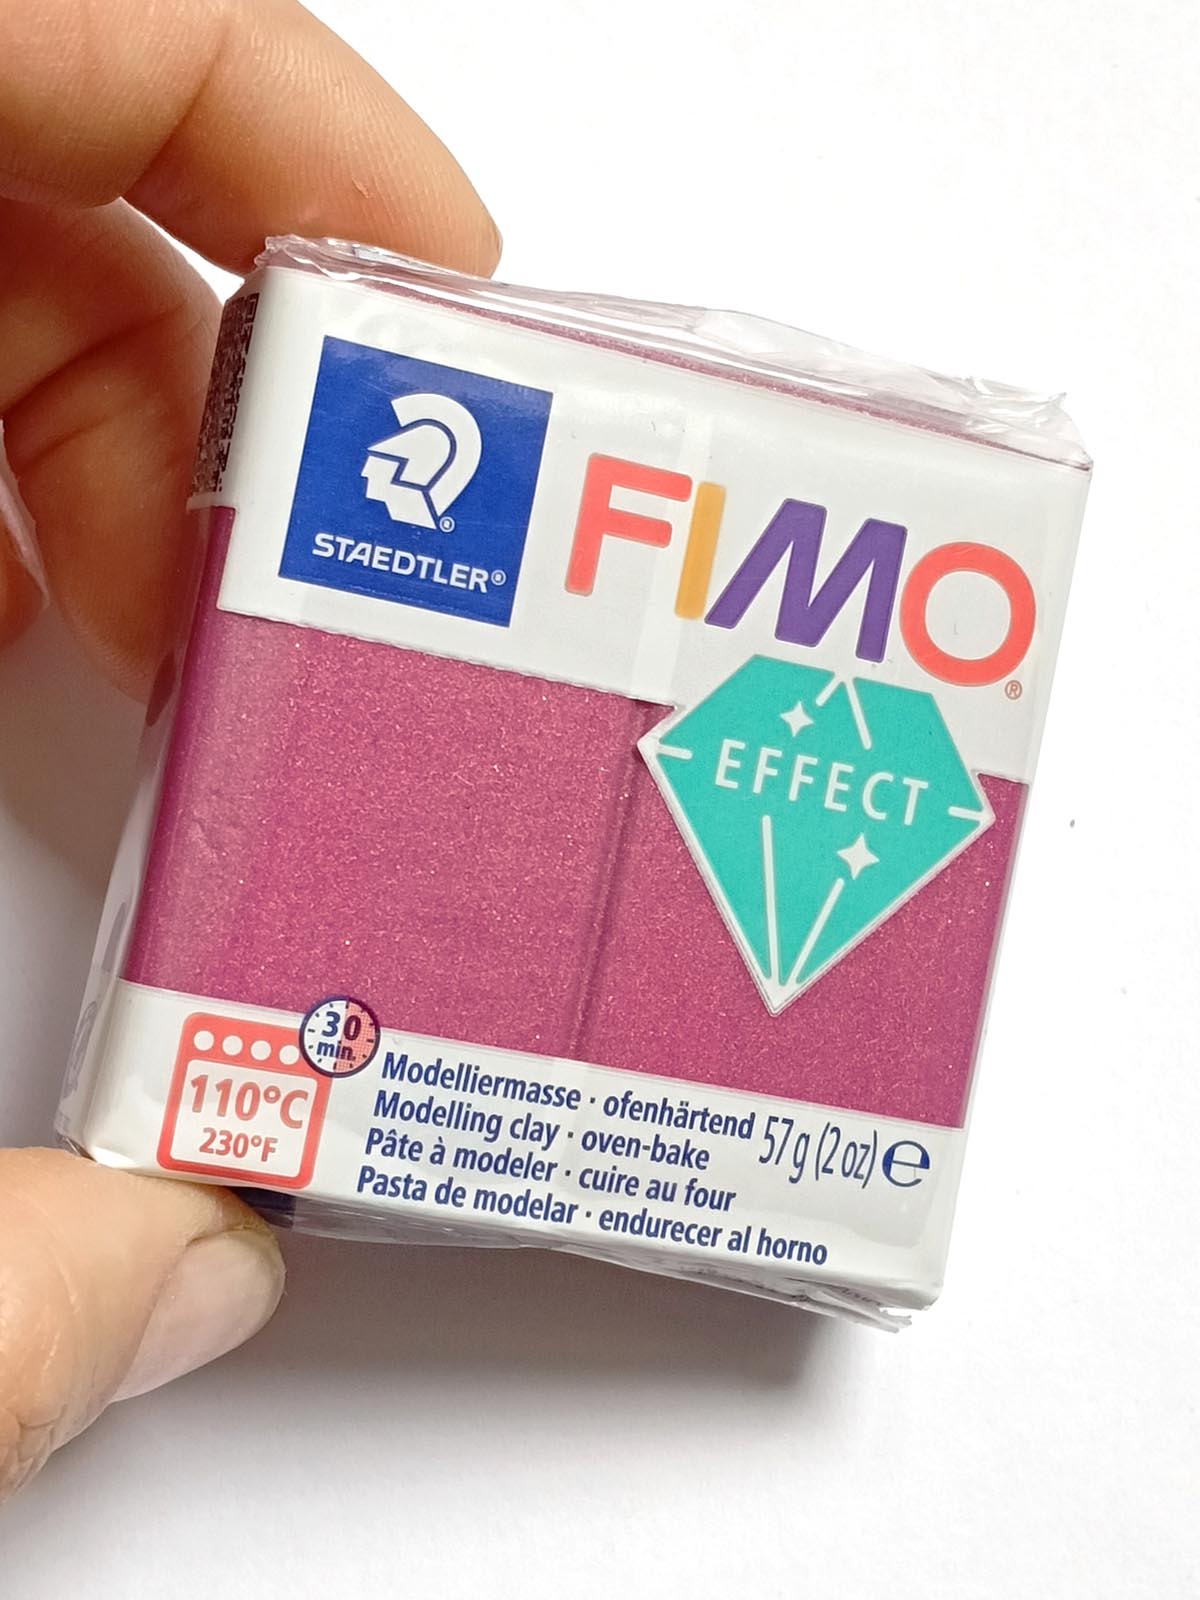 STAEDTLER®
FIMO®
EFFECT
30
min.
110°C
230°F
Modelliermasse · ofenhärtend
Modelling clay · oven-bake
Pâte à modeler · cuire au four
Pasta de modelar · endurecer al horno
57g (2 oz) ℮